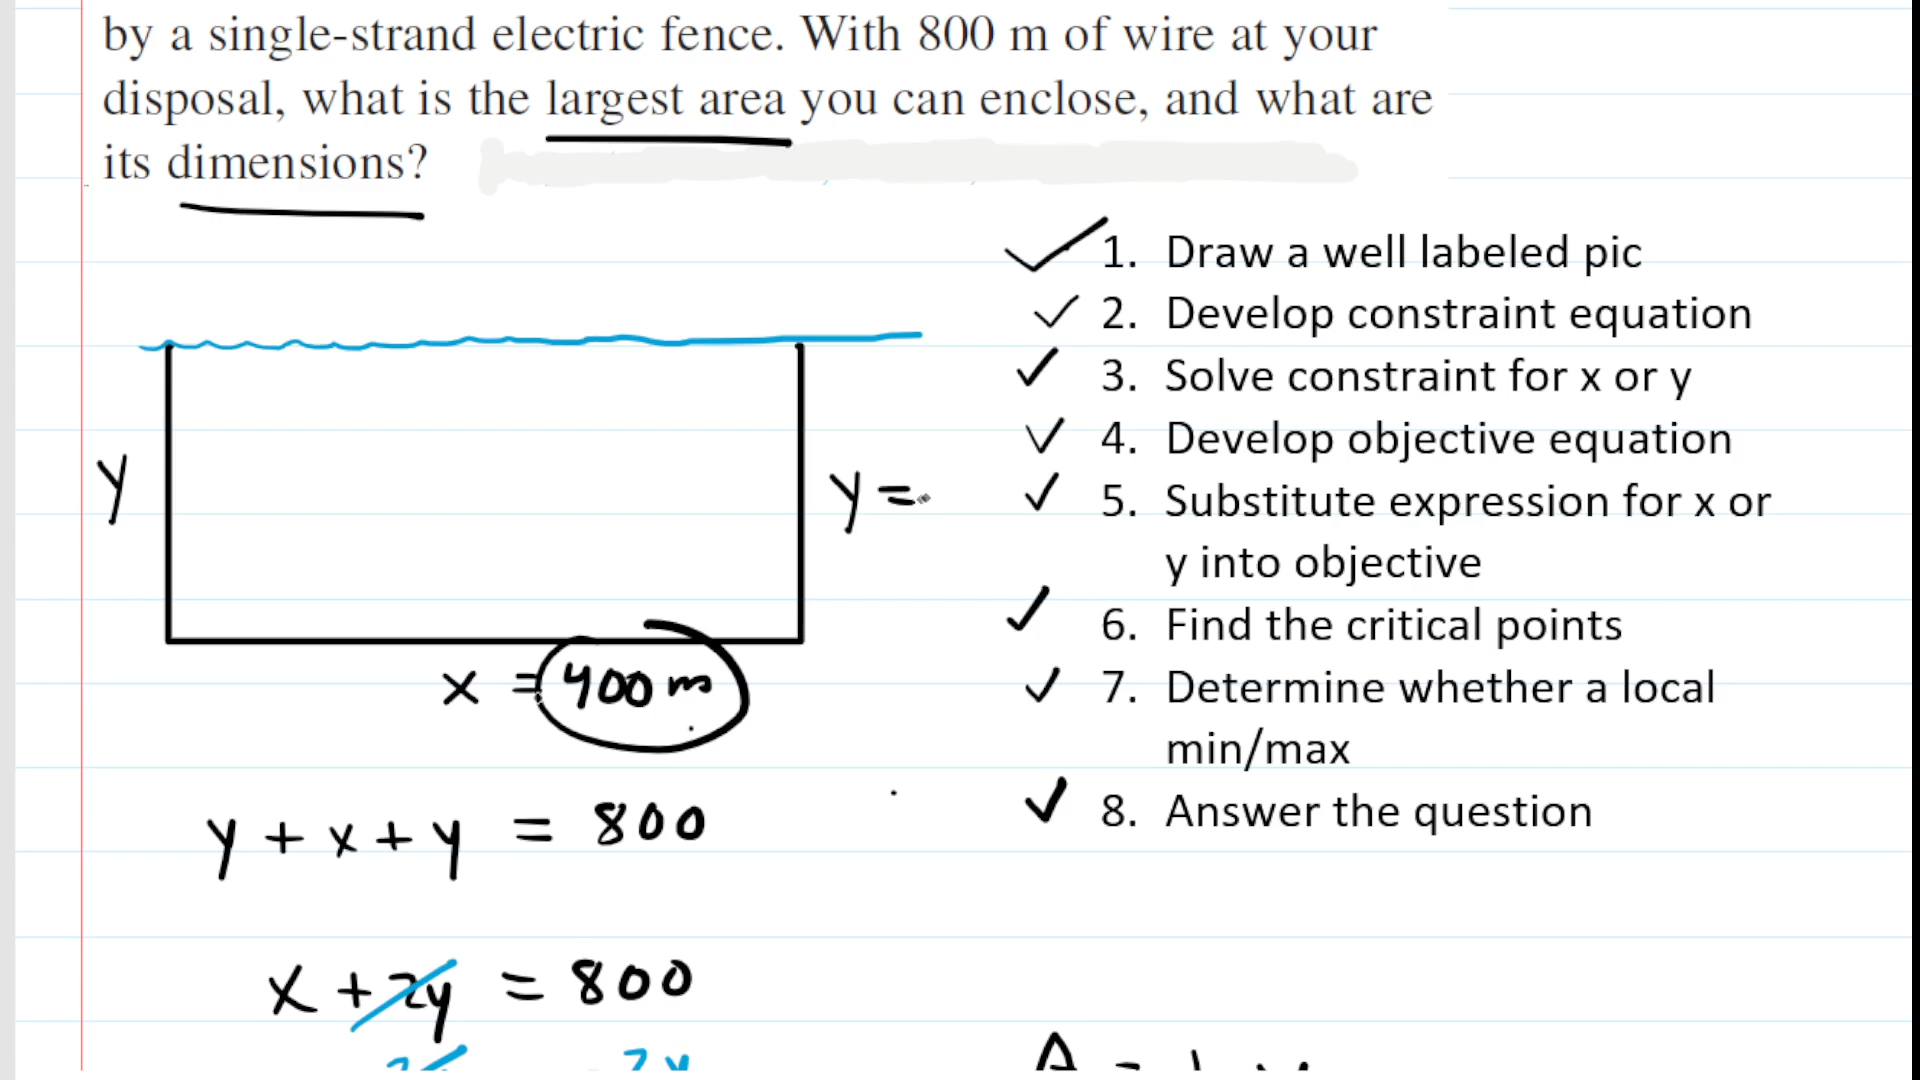 by a single-strand electric fence. With 800 m of wire at your
disposal, what is the largest area you can enclose, and what are
its dimensions?
1. Draw a well labeled pic
2. Develop constraint equation
3. Solve constraint for x or y
4. Develop objective equation
5. Substitute expression for x or
y into objective
6. Find the critical points
7. Determine whether a local
min/max
8. Answer the question
y
y =
x = 400 m
y + x + y = 800
x + 2y = 800